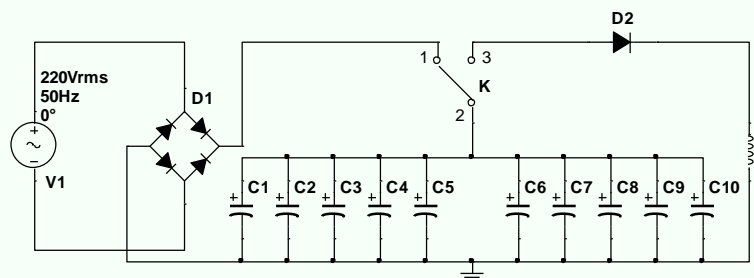 D2
1
3
220Vrms
50Hz
0°
D1
K
2
V1
C1 C2 C3 C4 C5 C6 C7 C8 C9 C10